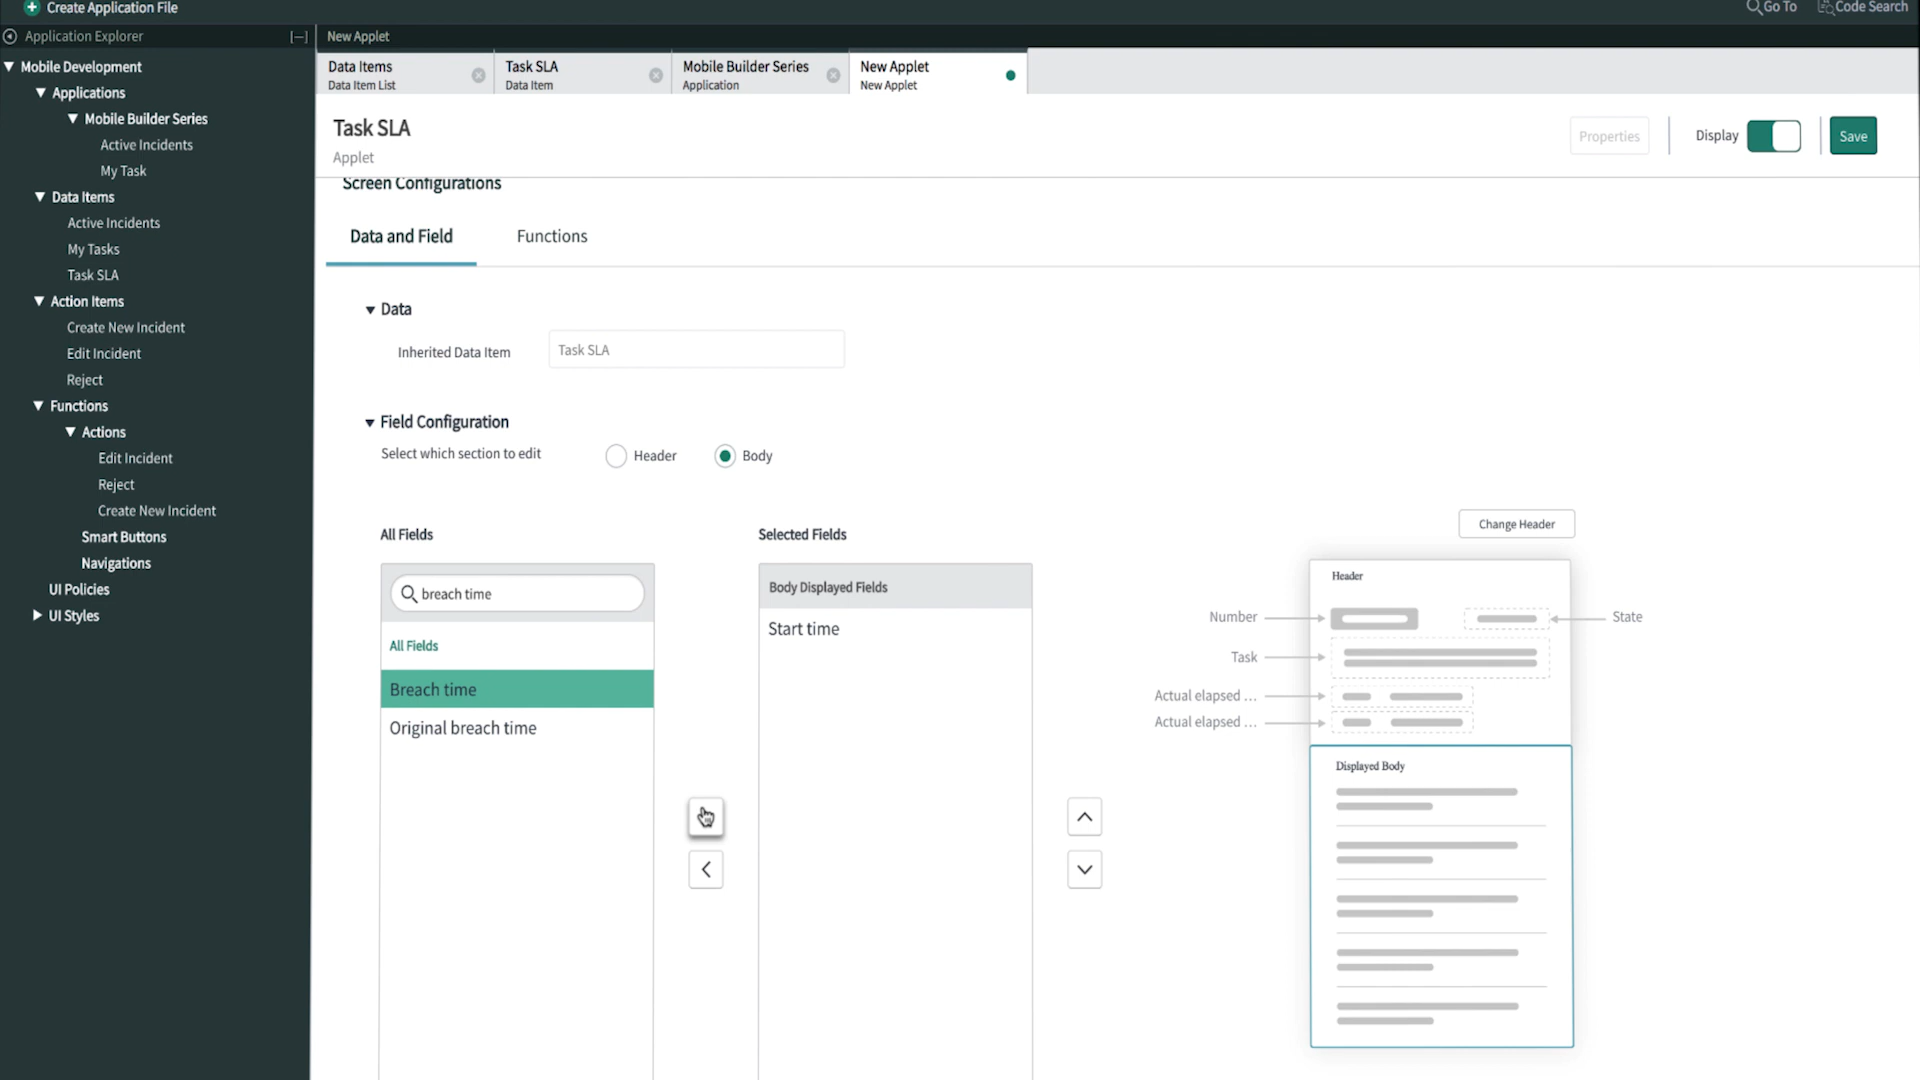 Create Application File
Go To
Code Search
Application Explorer
New Applet
Mobile Development
Applications
Mobile Builder Series
Active Incidents
My Task
Data Items
Active Incidents
My Tasks
Task SLA
Action Items
Create New Incident
Edit Incident
Reject
Functions
Actions
Edit Incident
Reject
Create New Incident
Smart Buttons
Navigations
UI Policies
UI Styles
Data Items
Data Item List
Task SLA
Data Item
Mobile Builder Series
Application
New Applet
New Applet
Task SLA
Applet
Properties
Display
Save
Screen Configurations
Data and Field
Functions
Data
Inherited Data Item
Task SLA
Field Configuration
Select which section to edit
Header
Body
All Fields
breach time
All Fields
Breach time
Original breach time
Selected Fields
Body Displayed Fields
Start time
Change Header
Header
Number
State
Task
Actual elapsed ...
Actual elapsed ...
Displayed Body